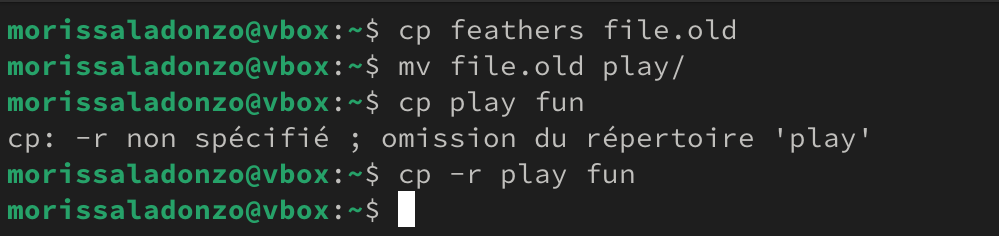 morissaladonzo@vbox:~$ cp feathers file.old
morissaladonzo@vbox:~$ mv file.old play/
morissaladonzo@vbox:~$ cp play fun
cp: -r non spécifié ; omission du répertoire 'play'
morissaladonzo@vbox:~$ cp -r play fun
morissaladonzo@vbox:~$